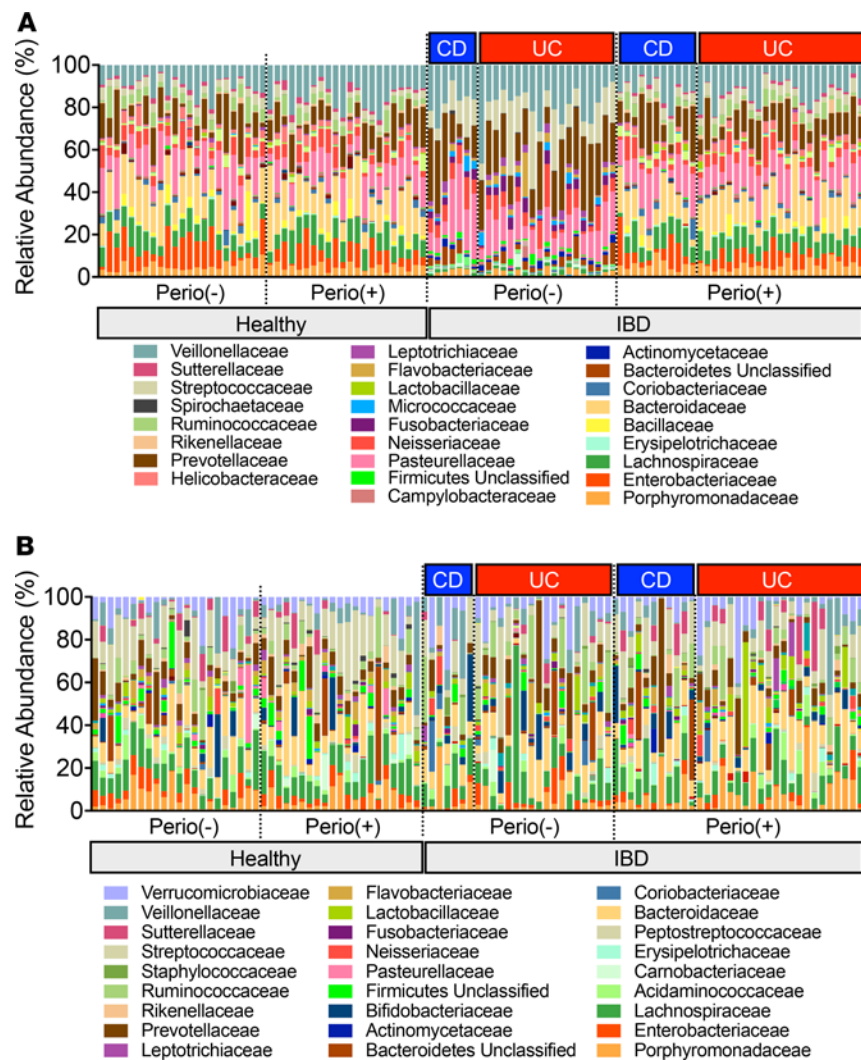 A
CD UC CD UC
Relative Abundance (%)
100
80
60
40
20
0
Perio(-) Perio(+) Perio(-) Perio(+)
Healthy IBD
Veillonellaceae Leptotrichiaceae Actinomycetaceae
Sutterellaceae Flavobacteriaceae Bacteroidetes Unclassified
Streptococcaceae Lactobacillaceae Coriobacteriaceae
Spirochaetaceae Micrococcaceae Bacteroidaceae
Ruminococcaceae Fusobacteriaceae Bacillaceae
Rikenellaceae Neisseriaceae Erysipelotrichaceae
Prevotellaceae Pasteurellaceae Lachnospiraceae
Helicobacteraceae Firmicutes Unclassified Enterobacteriaceae
Campylobacteraceae Porphyromonadaceae
B
CD UC CD UC
Relative Abundance (%)
100
80
60
40
20
0
Perio(-) Perio(+) Perio(-) Perio(+)
Healthy IBD
Verrucomicrobiaceae Flavobacteriaceae Coriobacteriaceae
Veillonellaceae Lactobacillaceae Bacteroidaceae
Sutterellaceae Fusobacteriaceae Peptostreptococcaceae
Streptococcaceae Neisseriaceae Erysipelotrichaceae
Staphylococcaceae Pasteurellaceae Carnobacteriaceae
Ruminococcaceae Firmicutes Unclassified Acidaminococcaceae
Rikenellaceae Bifidobacteriaceae Lachnospiraceae
Prevotellaceae Actinomycetaceae Enterobacteriaceae
Leptotrichiaceae Bacteroidetes Unclassified Porphyromonadaceae